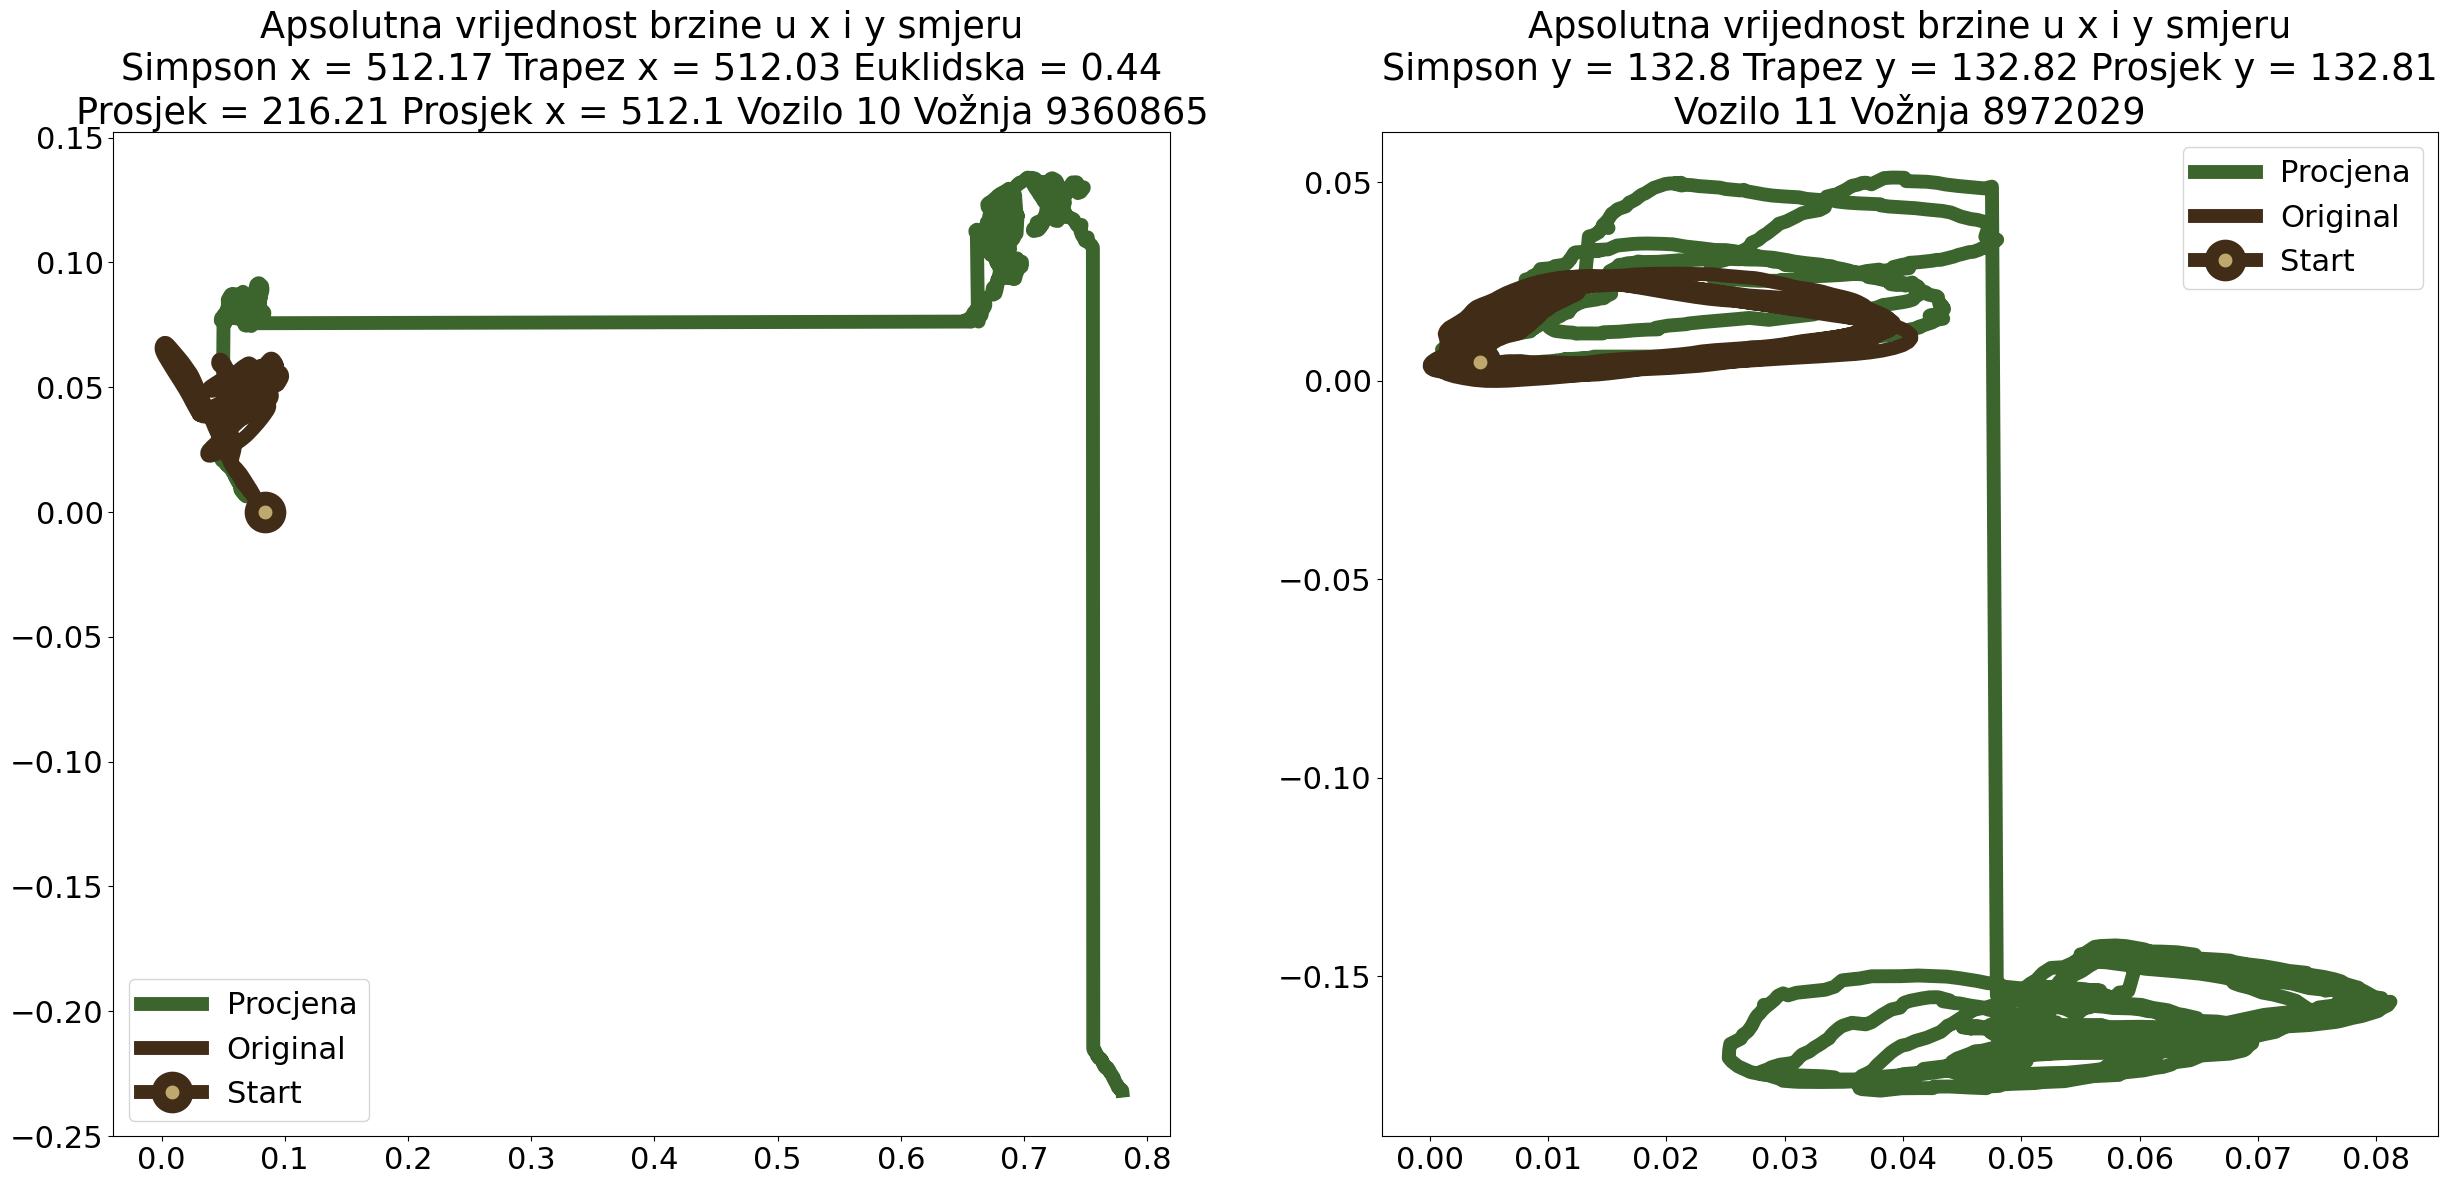 Apsolutna vrijednost brzine u x i y smjeru
Simpson x = 512.17 Trapez x = 512.03 Euklidska = 0.44
Prosjek = 216.21 Prosjek x = 512.1 Vozilo 10 Vožnja 9360865
0.15
0.10
0.05
0.00
−0.05
−0.10
−0.15
−0.20
−0.25
0.0 0.1 0.2 0.3 0.4 0.5 0.6 0.7 0.8
Procjena
Original
Start
Apsolutna vrijednost brzine u x i y smjeru
Simpson y = 132.8 Trapez y = 132.82 Prosjek y = 132.81
Vozilo 11 Vožnja 8972029
0.05
0.00
−0.05
−0.10
−0.15
0.00 0.01 0.02 0.03 0.04 0.05 0.06 0.07 0.08
Procjena
Original
Start